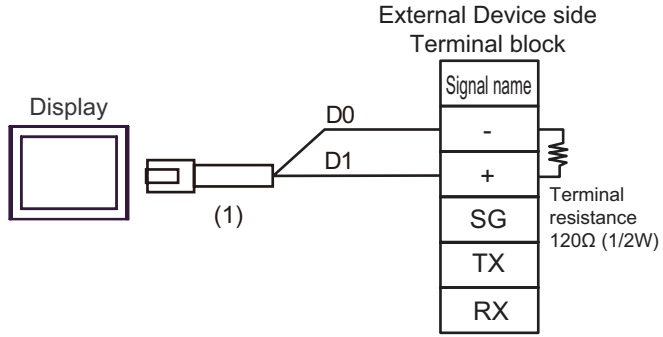 External Device side
Terminal block
Signal name
Display
D0
-
D1
+
(1)
SG
TX
RX
Terminal
resistance
120Ω (1/2W)